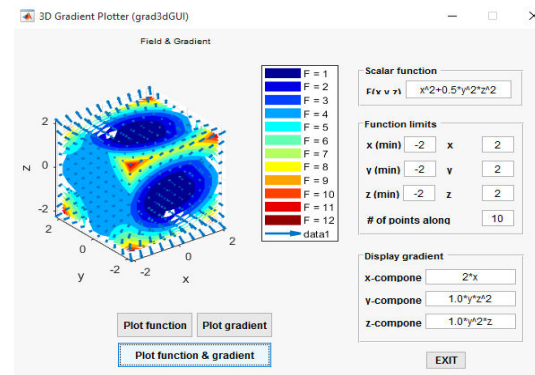 3D Gradient Plotter (grad3dGUI)
Field & Gradient
2
0
-2
z
2
0
-2
y
-2
0
2
x
F = 1
F = 2
F = 3
F = 4
F = 5
F = 6
F = 7
F = 8
F = 9
F = 10
F = 11
F = 12
data1
Plot function Plot gradient
Plot function & gradient
Scalar function
F(x,y,z) x^2+0.5*y^2*z^2
Function limits
x (min) -2 x 2
y (min) -2 y 2
z (min) -2 z 2
# of points along 10
Display gradient
x-compone 2*x
y-compone 1.0*y*z^2
z-compone 1.0*y^2*z
EXIT